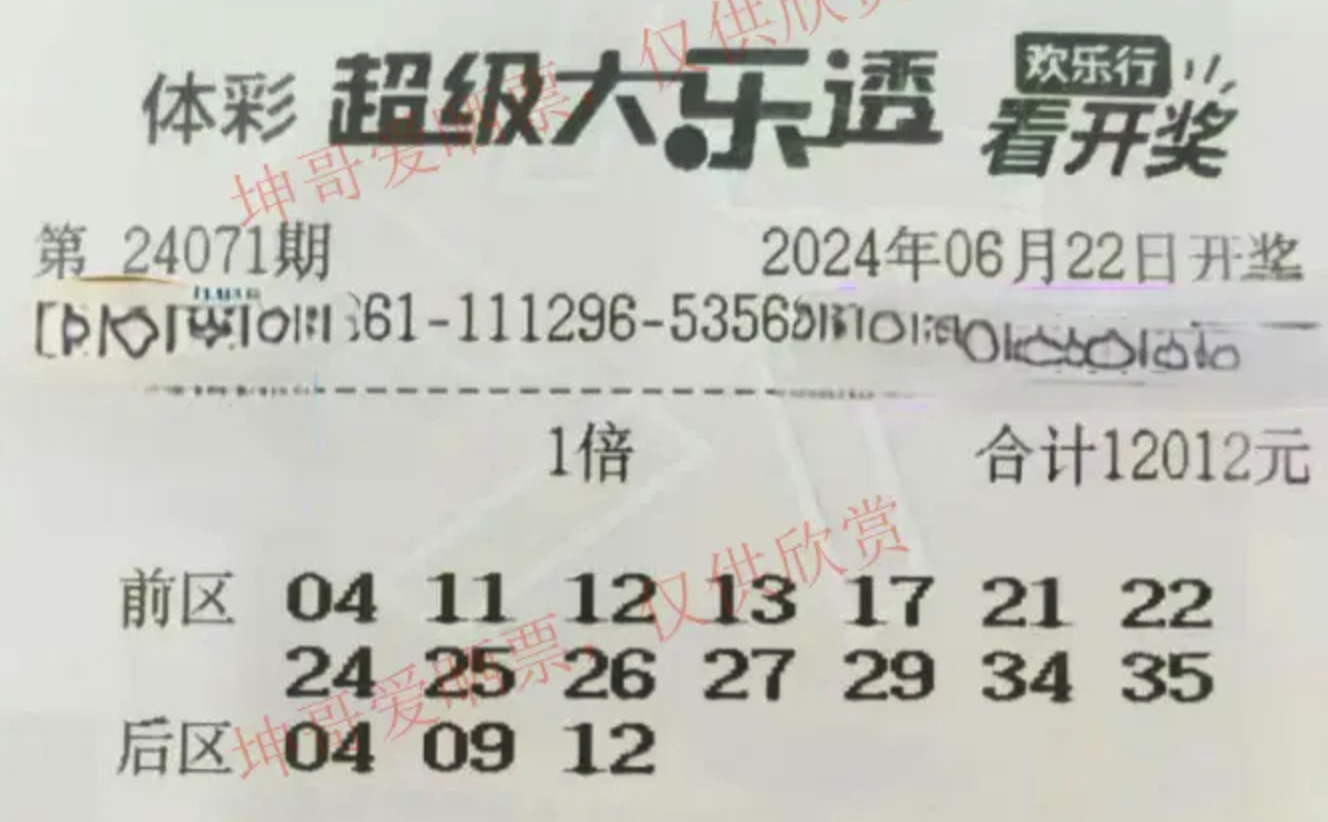 体彩 超级大乐透 欢乐行 看开奖
第 24071期 2024年06月22日开奖
61-111296-5356
1倍 合计12012元
前区 04 11 12 13 17 21 22
24 25 26 27 29 34 35
后区 04 09 12
坤哥爱晒票,仅供欣赏
坤哥爱晒票,仅供欣赏